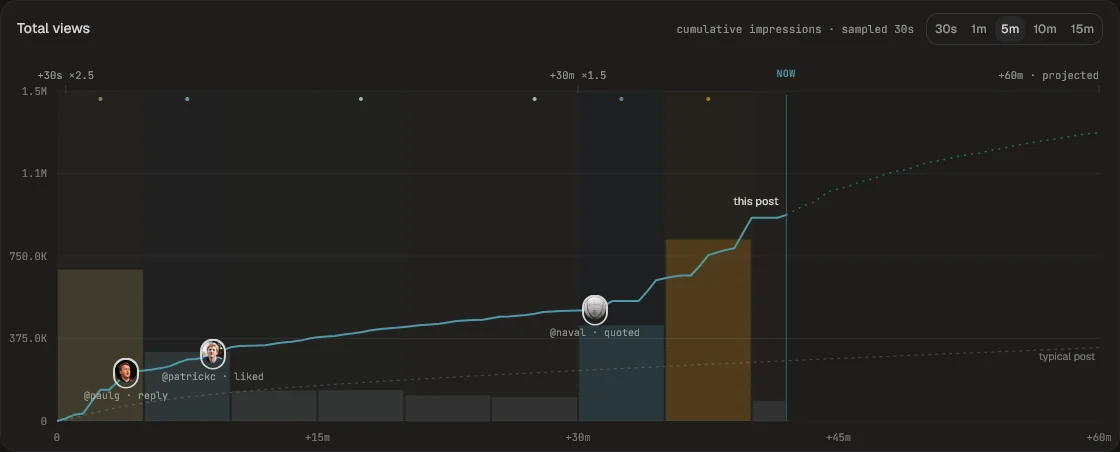 Total views
cumulative impressions · sampled 30s
30s 1m 5m 10m 15m
+30s ×2.5
+30m ×1.5
NOW
+60m · projected
1.5M
1.1M
this post
750.0K
@naval · quoted
375.0K
typical post
@patrickc · liked
@paulg · reply
0
0 +15m +30m +45m +60m